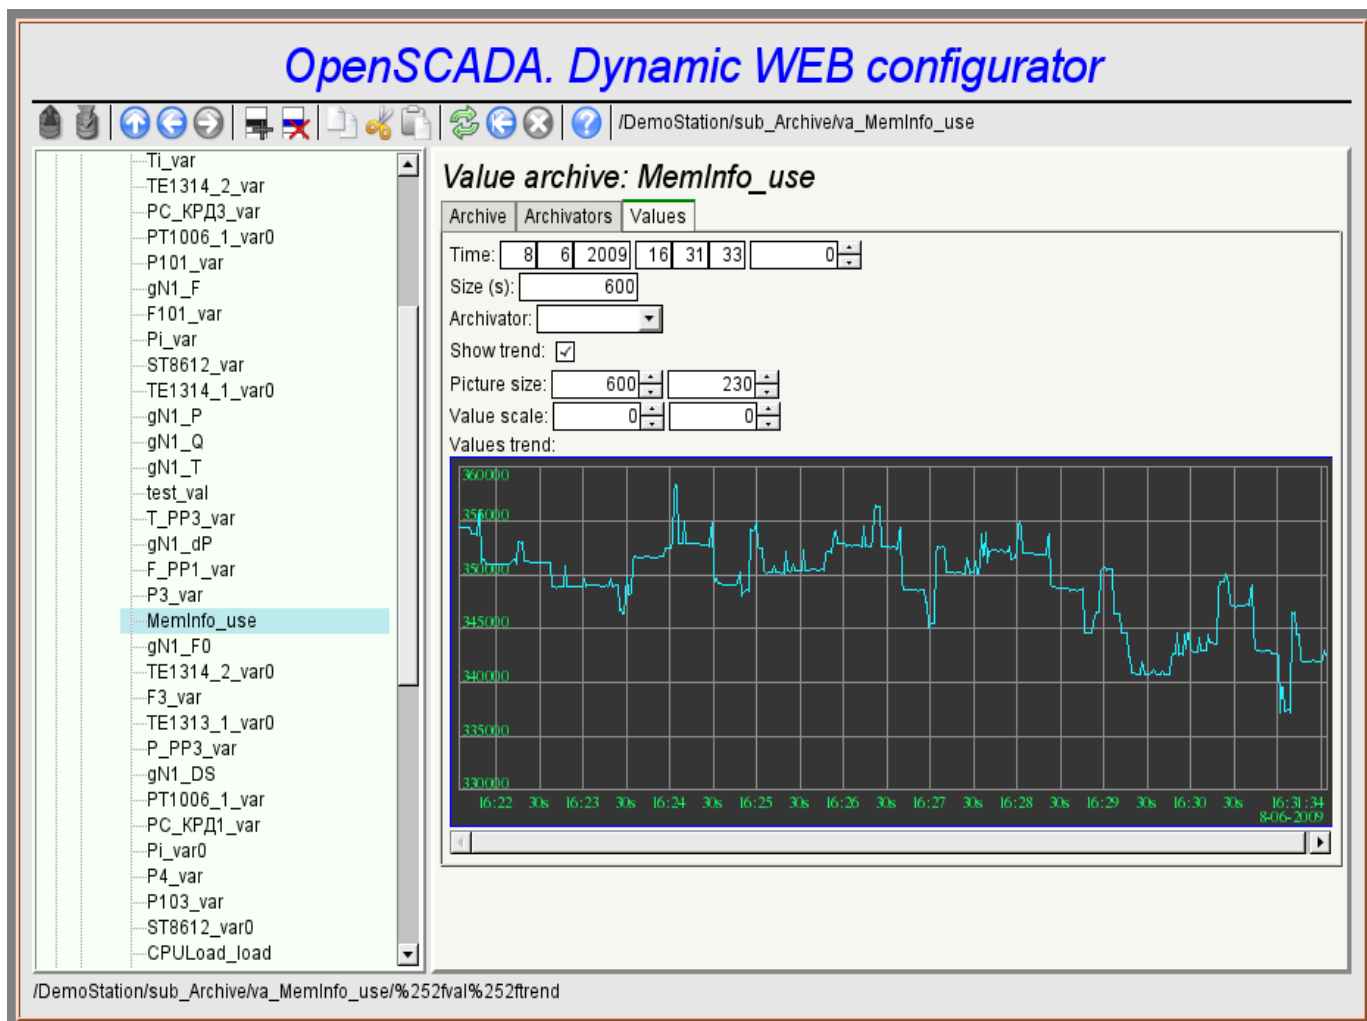 OpenSCADA. Dynamic WEB configurator
/DemoStation/sub_Archive/va_MemInfo_use
Ti_var
TE1314_2_var
PC_КРД3_var
PT1006_1_var0
P101_var
gN1_F
F101_var
Pi_var
ST8612_var
TE1314_1_var0
gN1_P
gN1_Q
gN1_T
test_val
T_PP3_var
gN1_dP
F_PP1_var
P3_var
MemInfo_use
gN1_F0
TE1314_2_var0
F3_var
TE1313_1_var0
P_PP3_var
gN1_DS
PT1006_1_var
PC_КРД1_var
Pi_var0
P4_var
P103_var
ST8612_var0
CPULoad_load
Value archive: MemInfo_use
Archive Archivators Values
Time: 8 6 2009 16 31 33 0
Size (s): 600
Archivator:
Show trend:
Picture size: 600 230
Value scale: 0 0
Values trend:
360000
355000
350000
345000
340000
335000
330000
16:22 30s 16:23 30s 16:24 30s 16:25 30s 16:26 30s 16:27 30s 16:28 30s 16:29 30s 16:30 30s 16:31:34
8-06-2009
/DemoStation/sub_Archive/va_MemInfo_use/%252fval%252ftrend